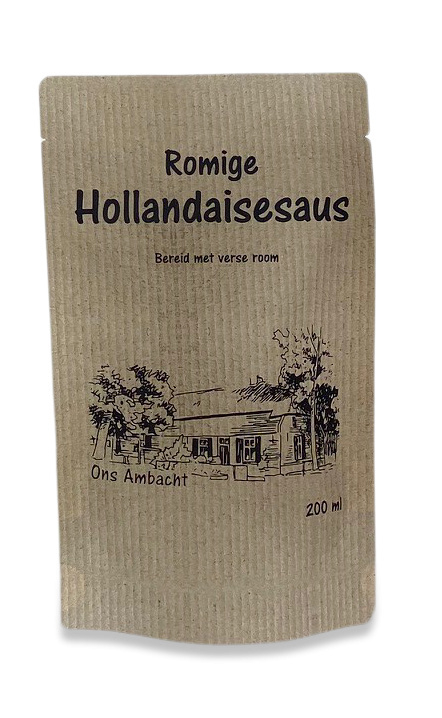 Romige
Hollandaisesaus
Bereid met verse room
Ons Ambacht
200 ml